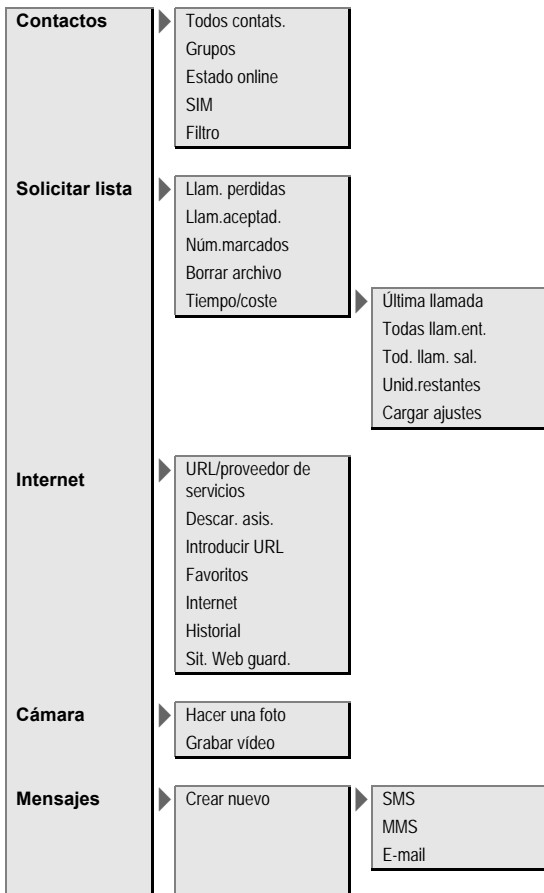 Contactos
Todos contats.
Grupos
Estado online
SIM
Filtro
Solicitar lista
Llam. perdidas
Llam.aceptad.
Núm.marcados
Borrar archivo
Tiempo/coste
Última llamada
Todas llam.ent.
Tod. llam. sal.
Unid.restantes
Cargar ajustes
Internet
URL/proveedor de
servicios
Descar. asis.
Introducir URL
Favoritos
Internet
Historial
Sit. Web guard.
Cámara
Hacer una foto
Grabar vídeo
Mensajes
Crear nuevo
SMS
MMS
E-mail